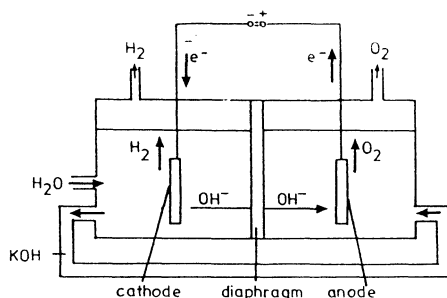 - +
H₂ e⁻ e⁻ O₂
H₂ O₂
H₂O OH⁻ OH⁻
KOH
cathode diaphragm anode